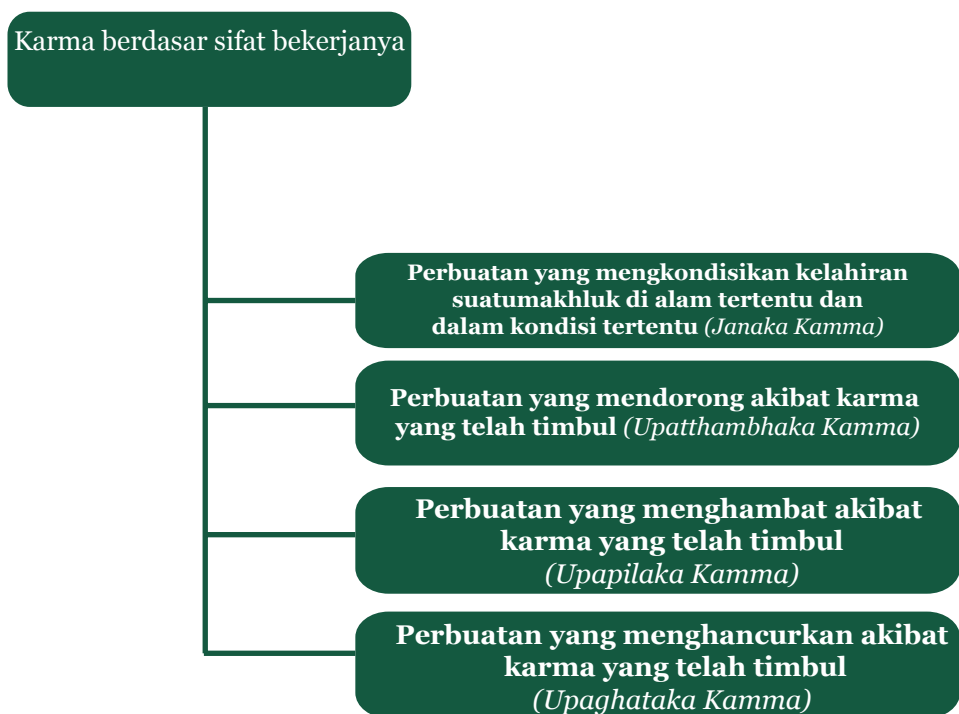 Karma berdasar sifat bekerjanya
Perbuatan yang mengkondisikan kelahiran
suatumakhluk di alam tertentu dan
dalam kondisi tertentu (Janaka Kamma)
Perbuatan yang mendorong akibat karma
yang telah timbul (Upatthambhaka Kamma)
Perbuatan yang menghambat akibat
karma yang telah timbul
(Upapilaka Kamma)
Perbuatan yang menghancurkan akibat
karma yang telah timbul
(Upaghataka Kamma)